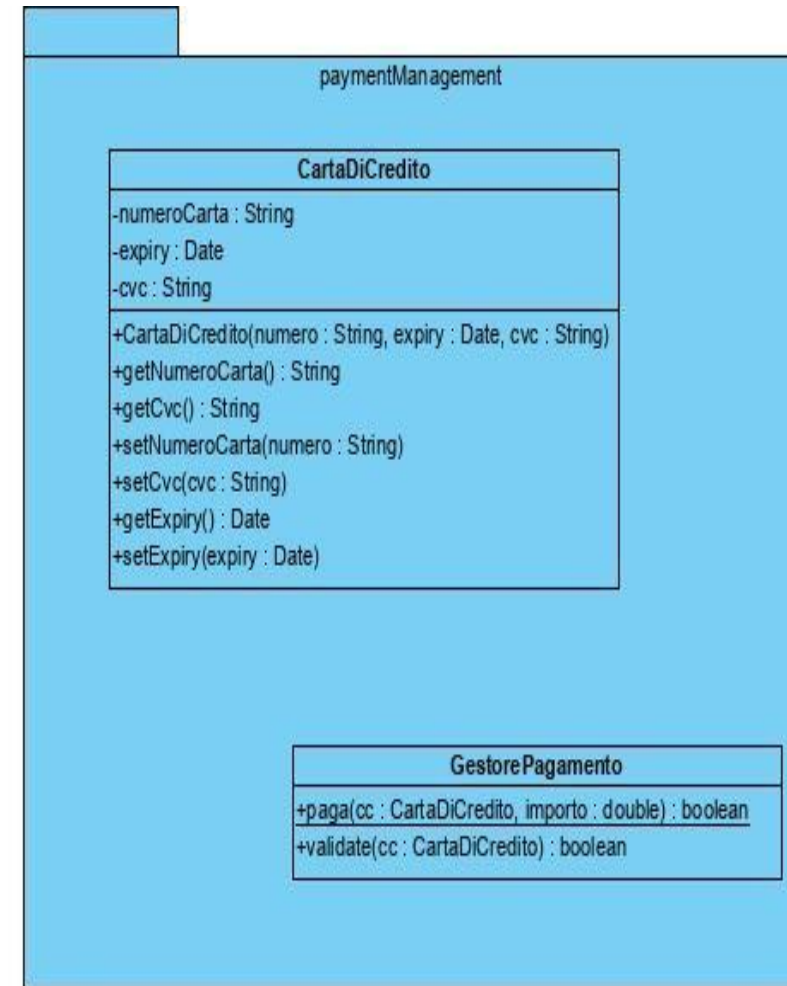 paymentManagement
CartaDiCredito
-numeroCarta : String
-expiry : Date
-cvc : String
+CartaDiCredito(numero : String, expiry : Date, cvc : String)
+getNumeroCarta() : String
+getCvc() : String
+setNumeroCarta(numero : String)
+setCvc(cvc : String)
+getExpiry() : Date
+setExpiry(expiry : Date)
GestorePagamento
+paga(cc : CartaDiCredito, importo : double) : boolean
+validate(cc : CartaDiCredito) : boolean